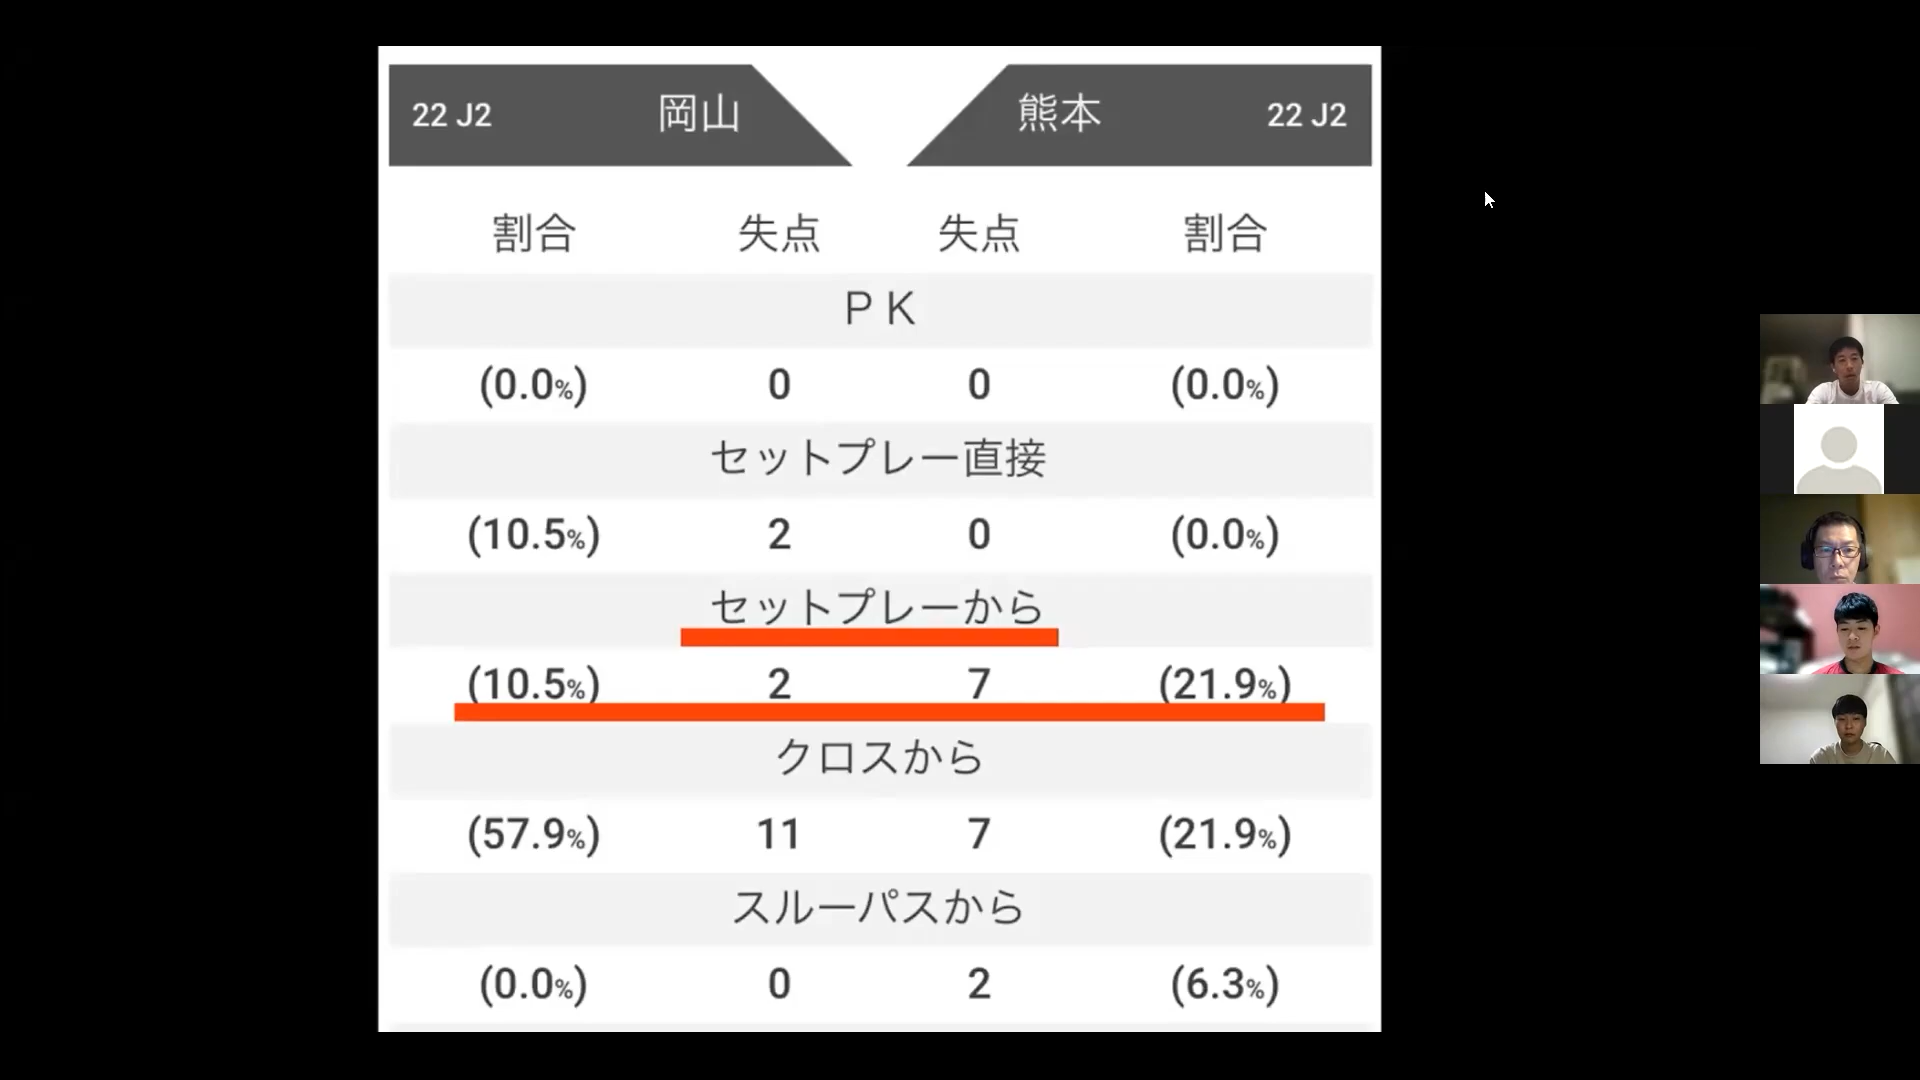 22 J2 岡山 熊本 22 J2
割合 失点 失点 割合
ＰＫ
(0.0%) 0 0 (0.0%)
セットプレー直接
(10.5%) 2 0 (0.0%)
セットプレーから
(10.5%) 2 7 (21.9%)
クロスから
(57.9%) 11 7 (21.9%)
スルーパスから
(0.0%) 0 2 (6.3%)